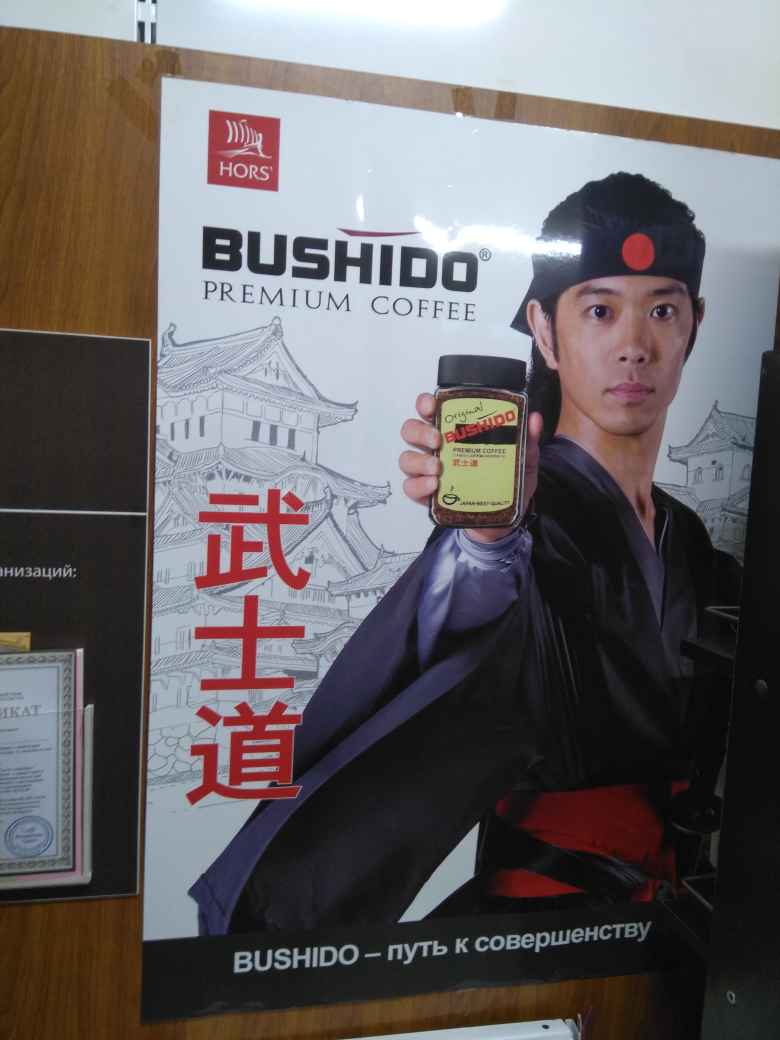 HORS'
BUSHIDO®
PREMIUM COFFEE
Original
BUSHIDO
PREMIUM COFFEE
武士道
JAPAN-BEST QUALITY
武
士
道
BUSHIDO – путь к совершенству
анизаций:
ИКАТ